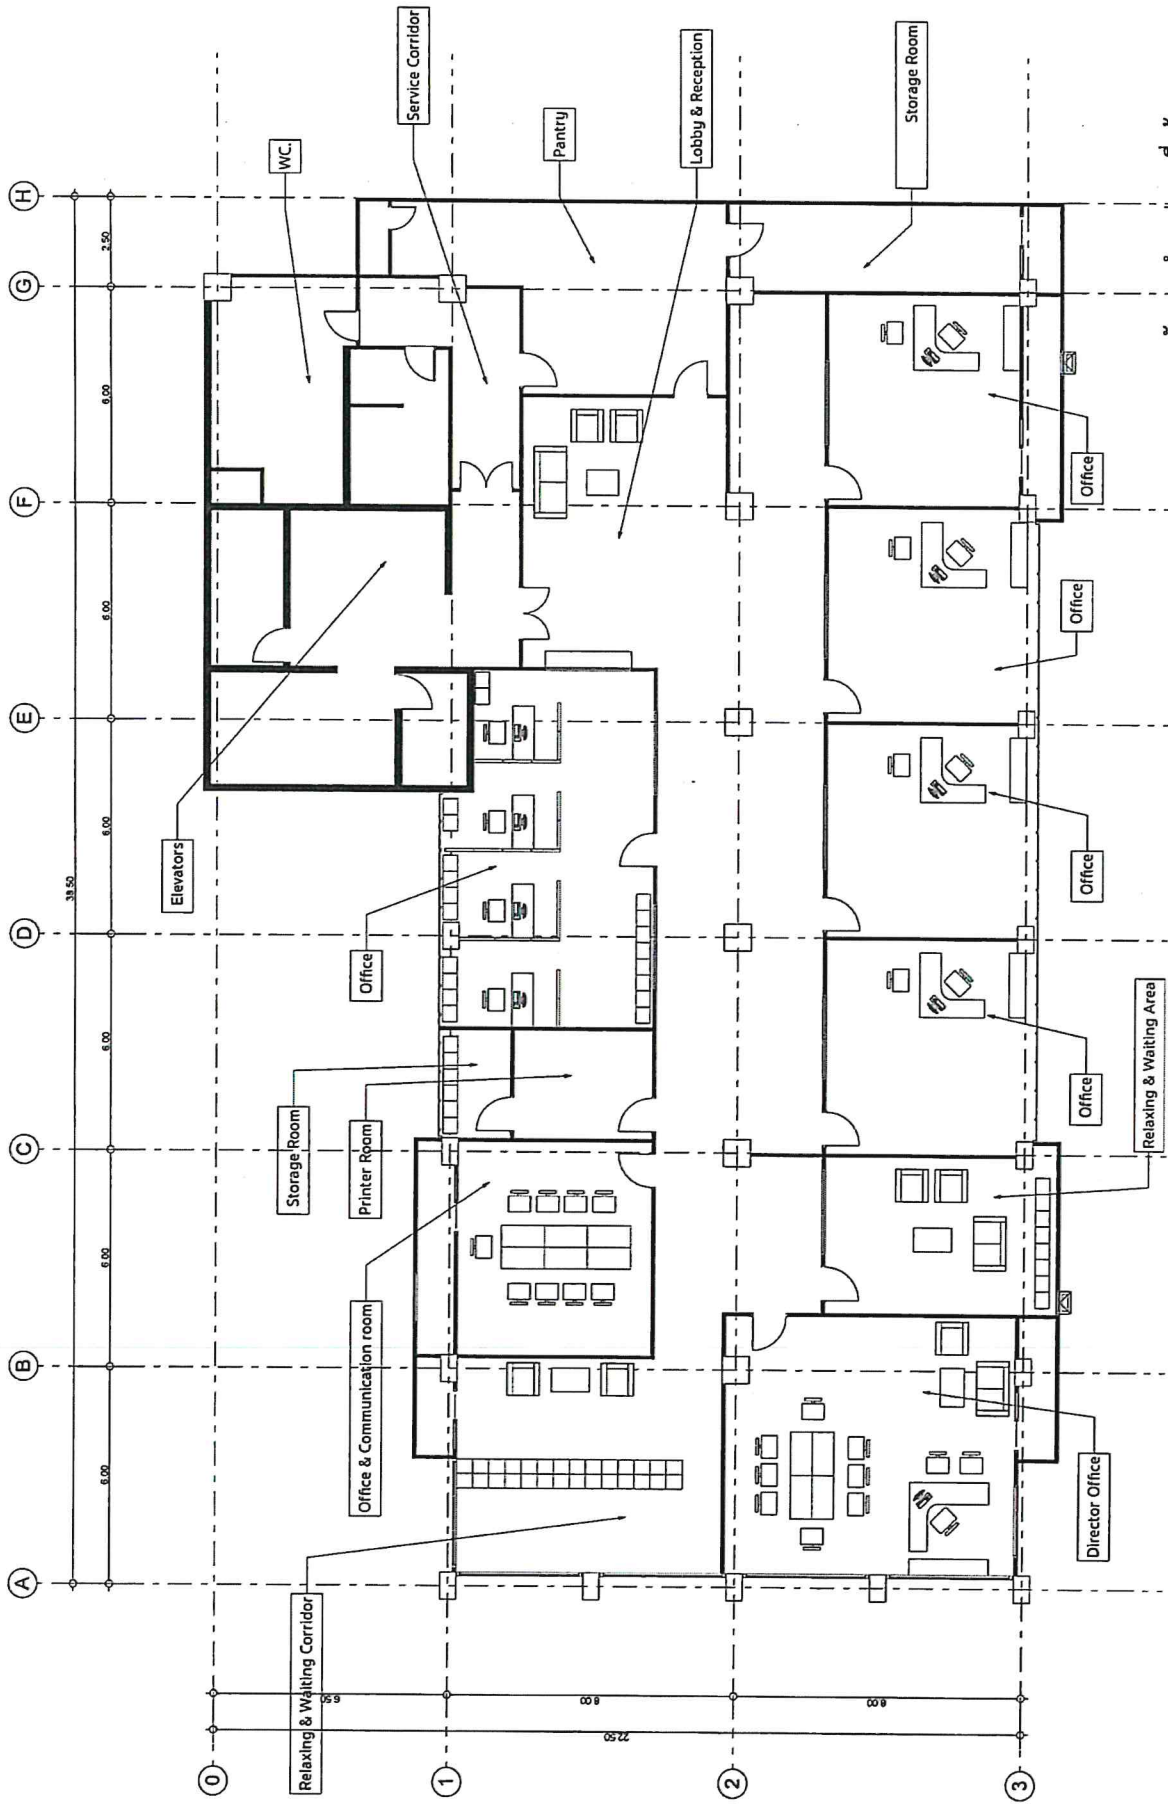 A
B
C
D
E
F
G
H
38.50
6.00
6.00
6.00
6.00
6.00
6.00
2.50
0
1
2
3
22.50
6.50
8.00
8.00
Elevators
WC.
Service Corridor
Pantry
Lobby & Reception
Storage Room
Office
Storage Room
Printer Room
Office & Communication room
Relaxing & Waiting Corridor
Director Office
Relaxing & Waiting Area
Office
Office
Office
Office